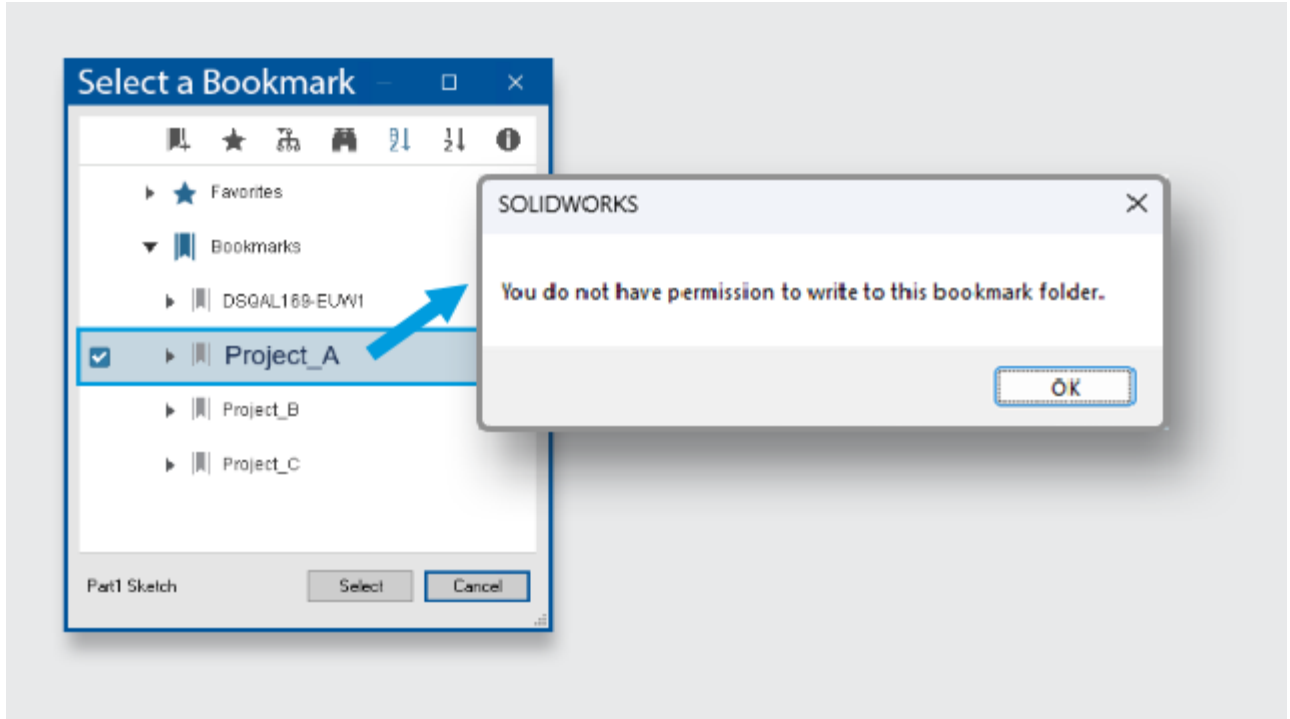 Select a Bookmark
Favorites
Bookmarks
DSQAL169-EUW1
Project_A
Project_B
Project_C
Part1 Sketch
Select
Cancel
SOLIDWORKS
You do not have permission to write to this bookmark folder.
OK